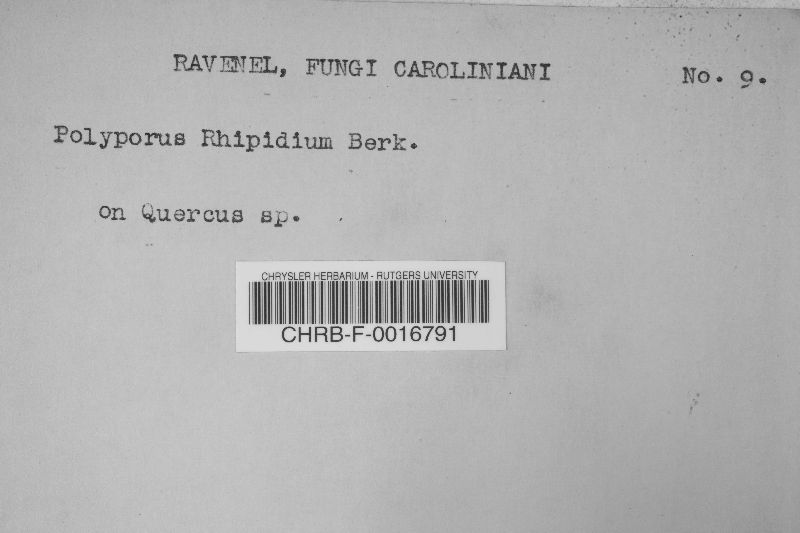 RAVENEL, FUNGI CAROLINIANI No. 9.
Polyporus Rhipidium Berk.
on Quercus sp.
CHRYSLER HERBARIUM - RUTGERS UNIVERSITY
CHRB-F-0016791